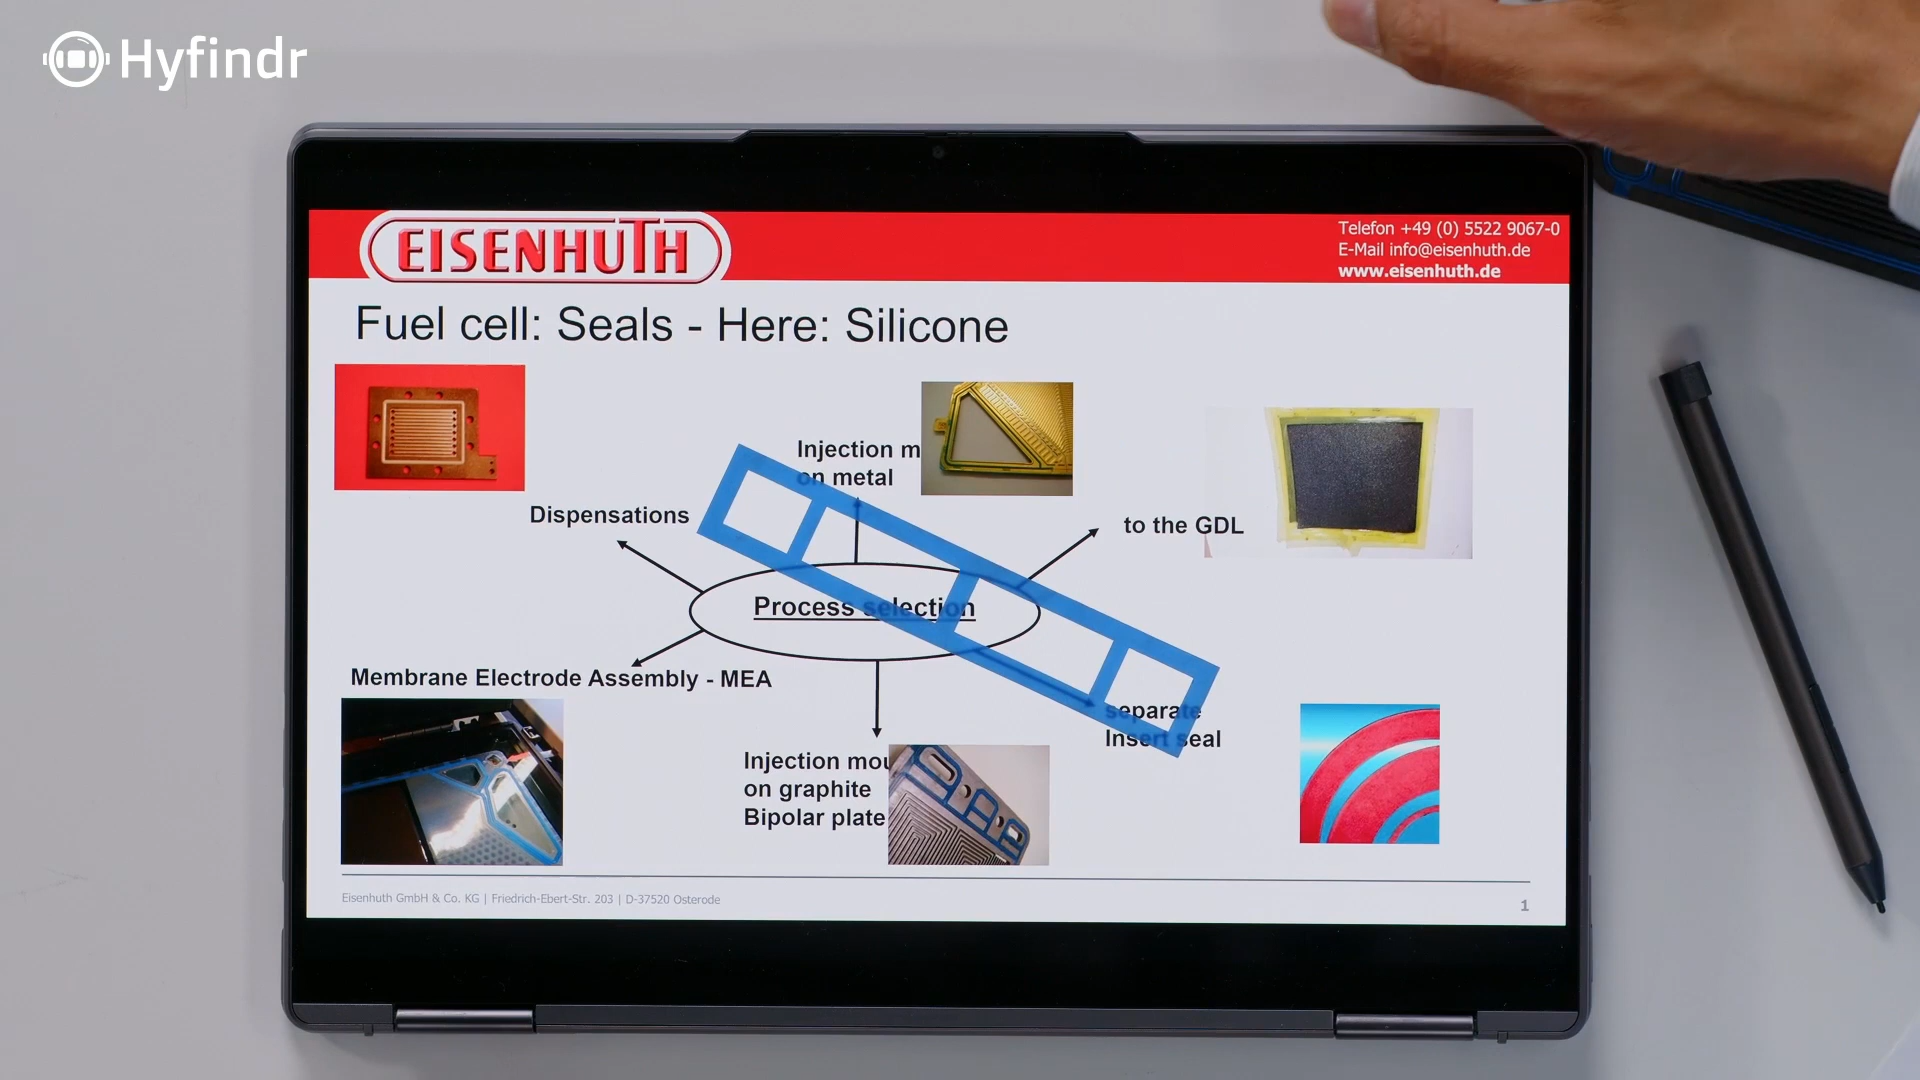 Hyfindr
EISENHUTH
Telefon +49 (0) 5522 9067-0
E-Mail info@eisenhuth.de
www.eisenhuth.de
Fuel cell: Seals - Here: Silicone
Injection m
on metal
Dispensations
to the GDL
Process selection
Membrane Electrode Assembly - MEA
separate
Insert seal
Injection mou
on graphite
Bipolar plate
Eisenhuth GmbH & Co. KG | Friedrich-Ebert-Str. 203 | D-37520 Osterode
1